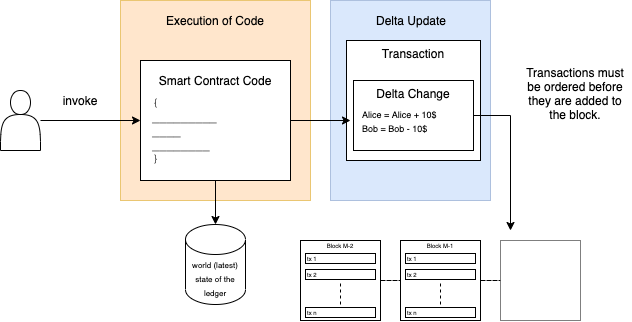 Execution of Code
Delta Update
invoke
Smart Contract Code
{
}
Transaction
Delta Change
Alice = Alice + 10$
Bob = Bob - 10$
Transactions must
be ordered before
they are added to
the block.
world (latest)
state of the
ledger
Block M-2
tx 1
tx 2
tx n
Block M-1
tx 1
tx 2
tx n